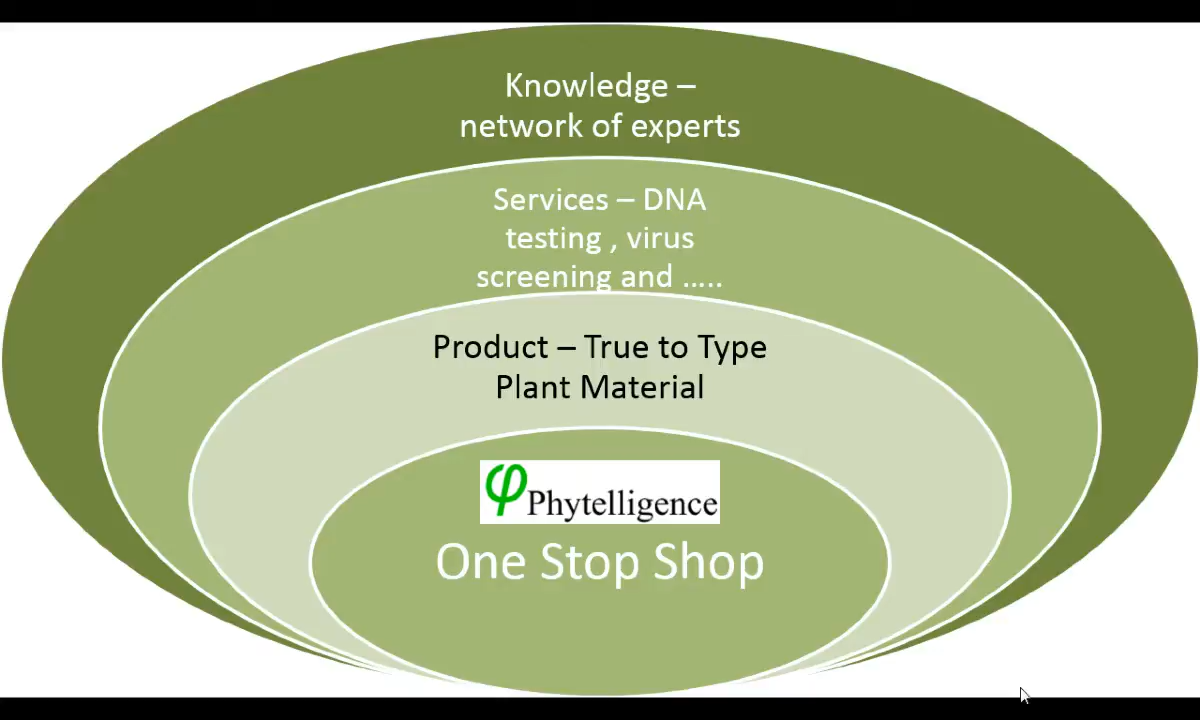 Knowledge –
network of experts
Services – DNA
testing , virus
screening and …..
Product – True to Type
Plant Material
φPhytelligence
One Stop Shop